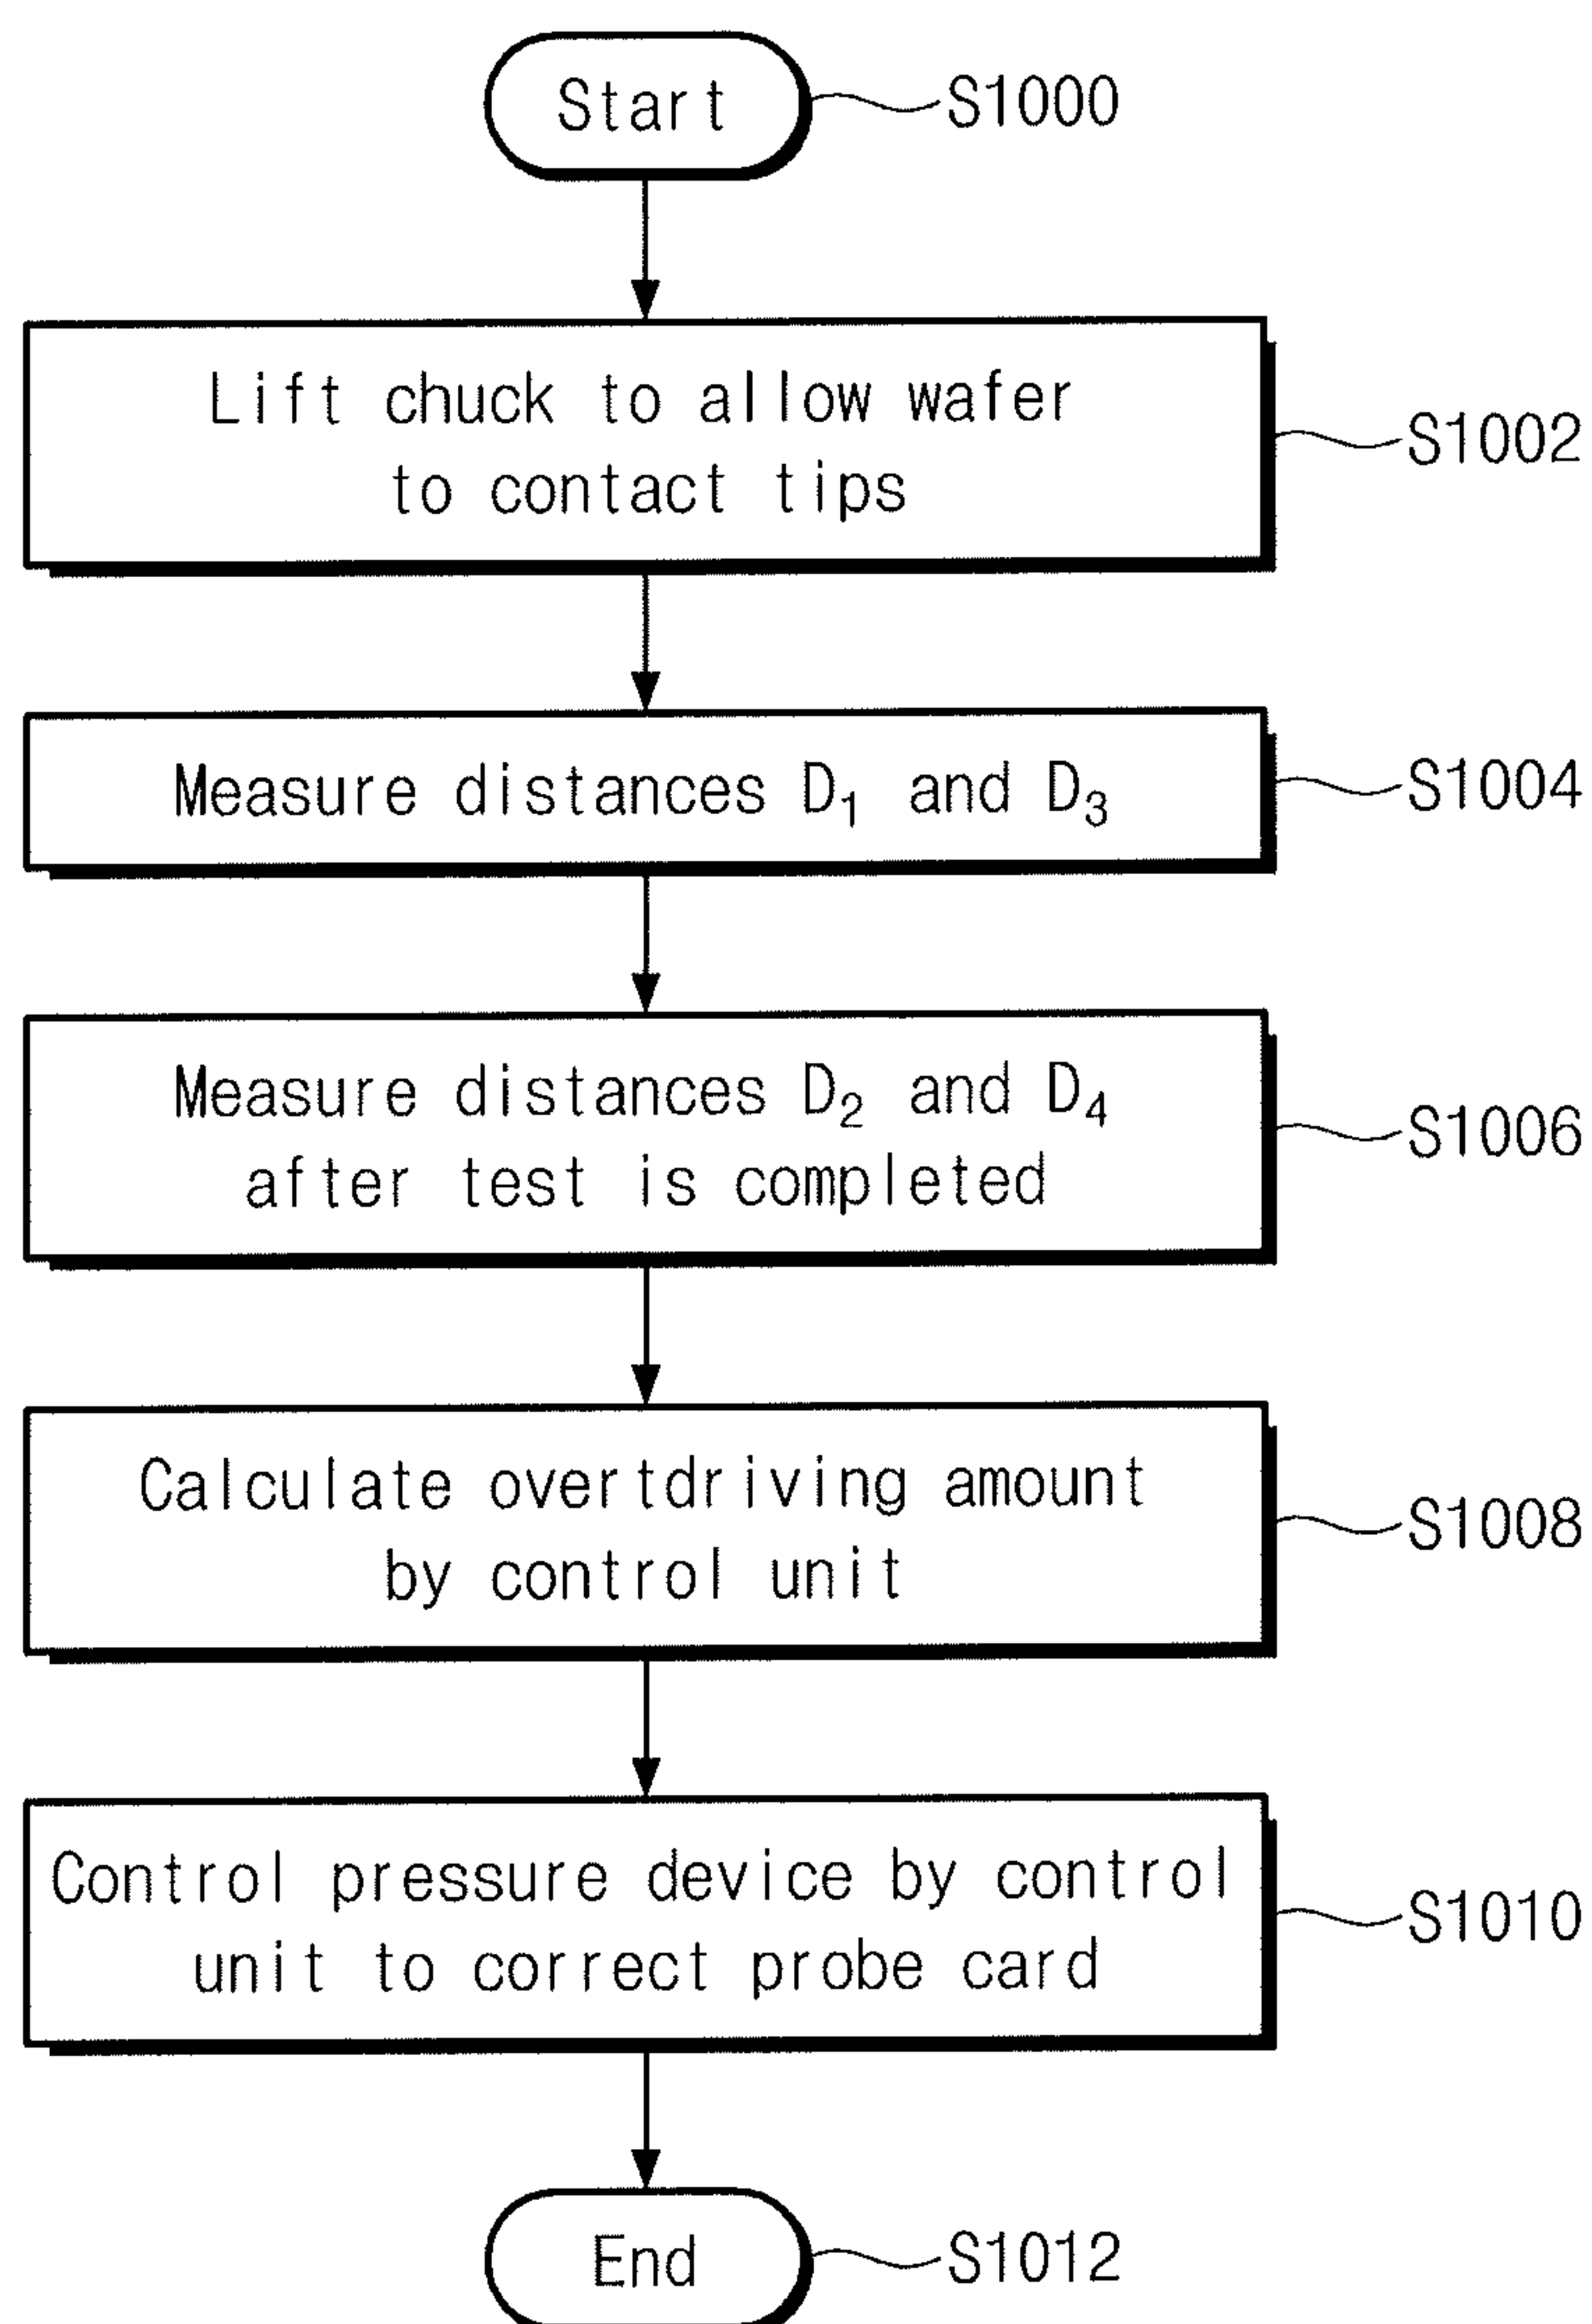 Start
S1000
Lift chuck to allow wafer
to contact tips
S1002
Measure distances D₁ and D₃
S1004
Measure distances D₂ and D₄
after test is completed
S1006
Calculate overtdriving amount
by control unit
S1008
Control pressure device by control
unit to correct probe card
S1010
End
S1012